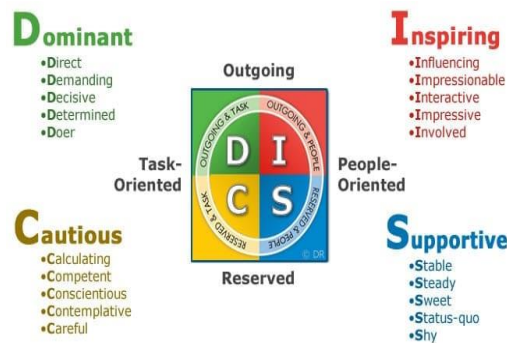 Dominant
•Direct
•Demanding
•Decisive
•Determined
•Doer
Outgoing
Inspiring
•Influencing
•Impressionable
•Interactive
•Impressive
•Involved
Task-
Oriented
OUTGOING & TASK
OUTGOING & PEOPLE
D I
C S
RESERVED & TASK
RESERVED & PEOPLE
© DR
People-
Oriented
Cautious
•Calculating
•Competent
•Conscientious
•Contemplative
•Careful
Reserved
Supportive
•Stable
•Steady
•Sweet
•Status-quo
•Shy